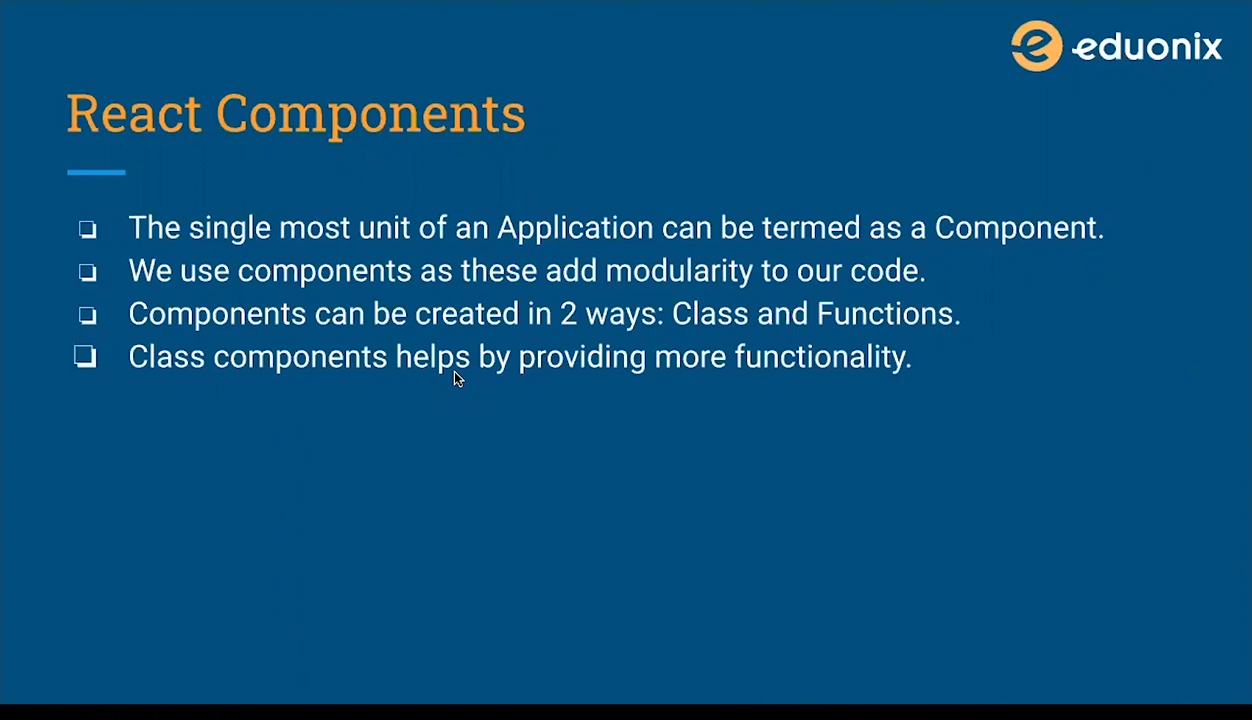 eduonix
React Components
The single most unit of an Application can be termed as a Component.
We use components as these add modularity to our code.
Components can be created in 2 ways: Class and Functions.
Class components helps by providing more functionality.